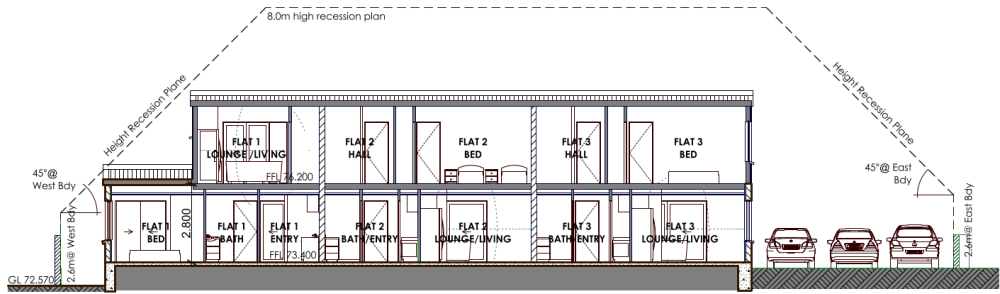 8.0m high recession plan
Height Recession Plane
Height Recession Plane
45°@
West Bdy
45°@ East
Bdy
FLAT 1
LOUNGE /LIVING
FLAT 2
HALL
FLAT 2
BED
FLAT 3
HALL
FLAT 3
BED
FFL 76.200
2.6m@ West Bdy
2.800
FLAT 1
BED
FLAT 1
BATH
FLAT 1
ENTRY
FLAT 2
BATH/ENTRY
FLAT 2
LOUNGE/LIVING
FLAT 3
BATH/ENTRY
FLAT 3
LOUNGE/LIVING
FFL 73.400
2.6m@ East Bdy
GL 72.570